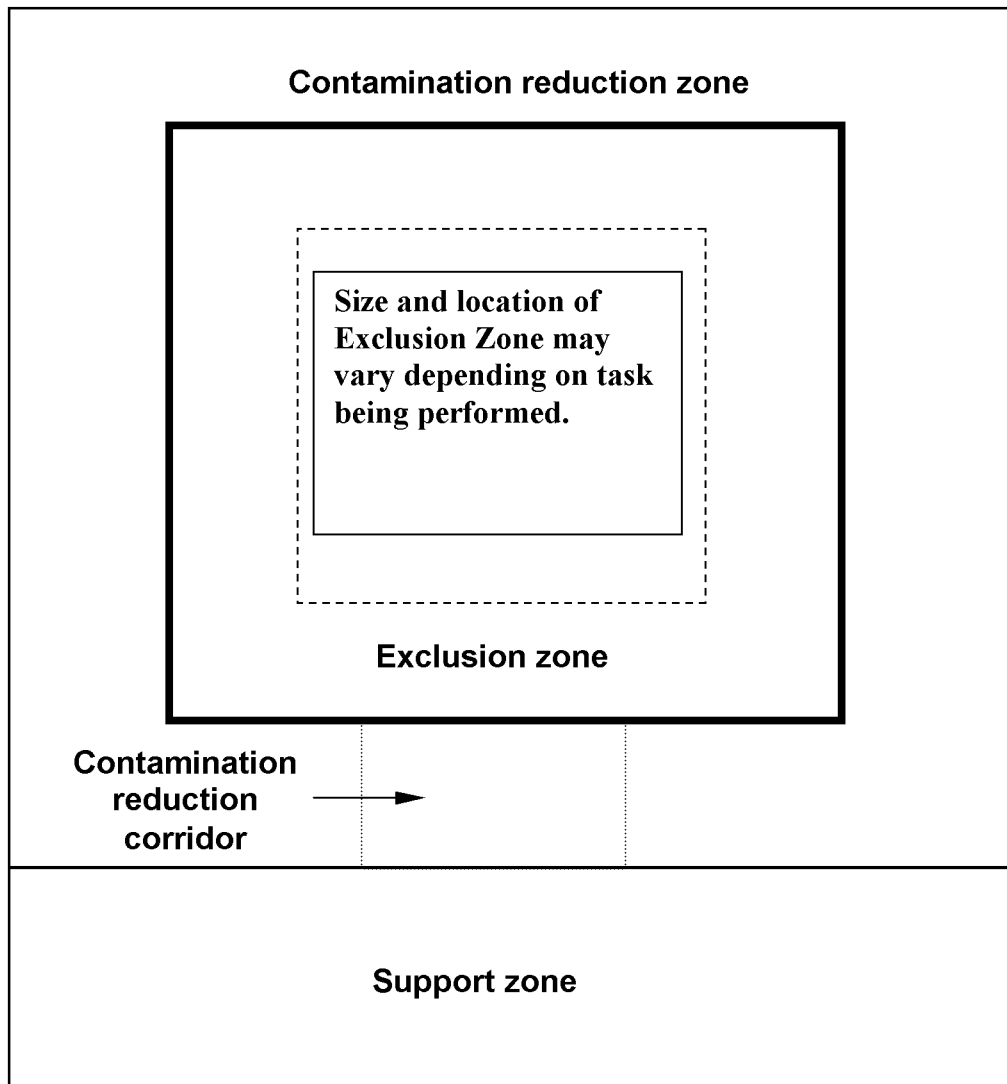 Contamination reduction zone
Size and location of
Exclusion Zone may
vary depending on task
being performed.
Exclusion zone
Contamination
reduction
corridor
Support zone